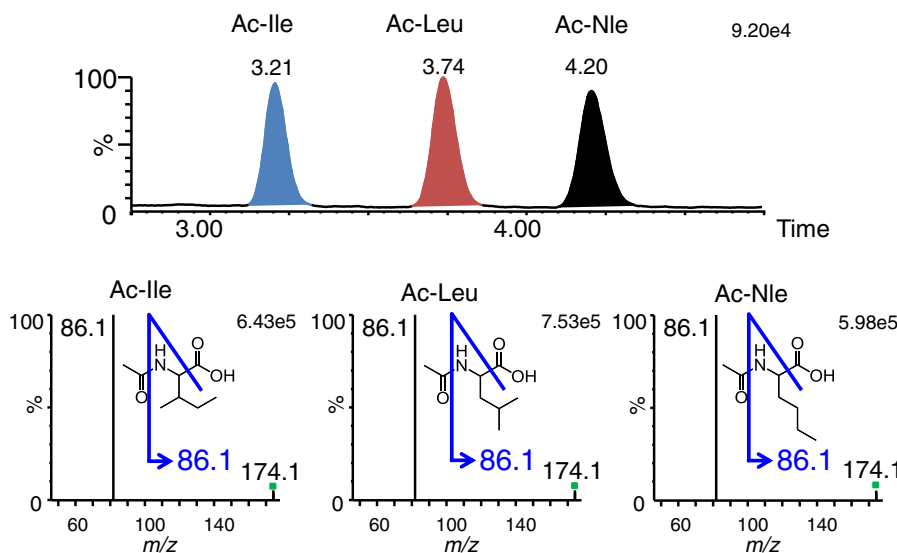 Ac-Ile Ac-Leu Ac-Nle 9.20e4
3.21 3.74 4.20
100
%
0
3.00 4.00 Time
Ac-Ile
100
86.1
6.43e5
H
N
O
OH
O
%
86.1
174.1
0
60 100 140
m/z
Ac-Leu
100
86.1
7.53e5
H
N
O
OH
O
%
86.1
174.1
0
60 100 140
m/z
Ac-Nle
100
86.1
5.98e5
H
N
O
OH
O
%
86.1
174.1
0
60 100 140
m/z